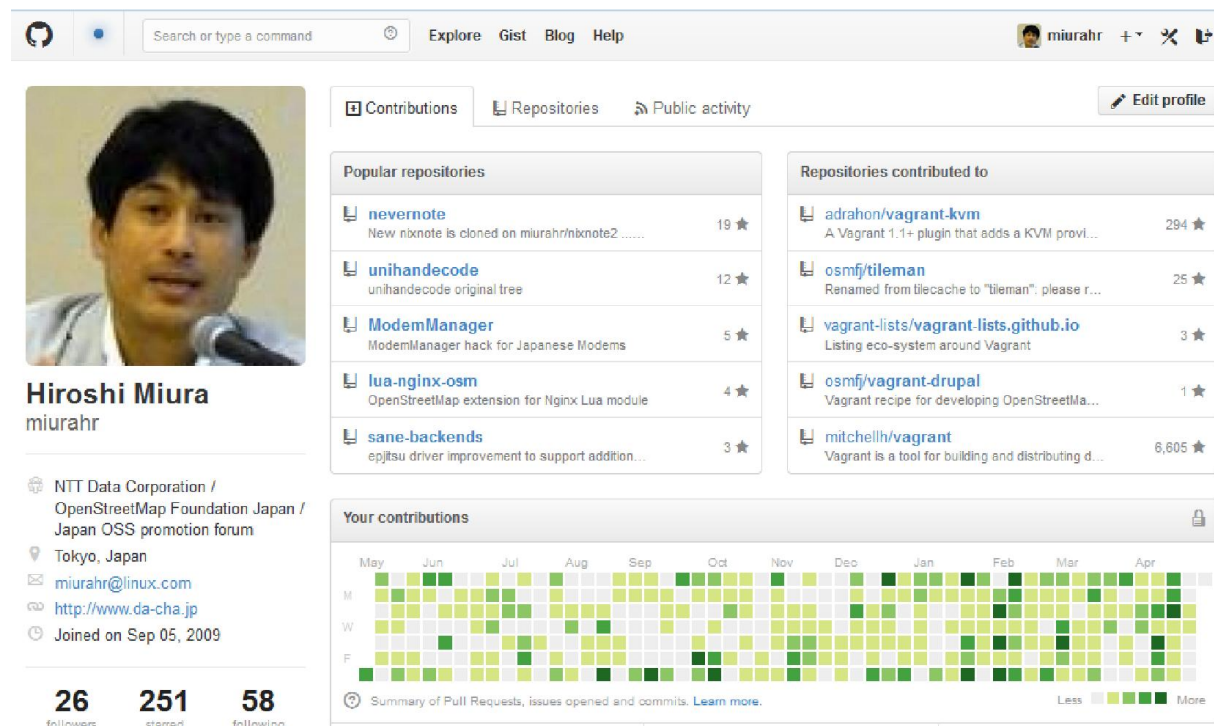 Search or type a command
Explore Gist Blog Help
miurahr
Contributions
Repositories
Public activity
Edit profile
Popular repositories
nevernote
New nixnote is cloned on miurahr/nixnote2 ......
19
unihandecode
unihandecode original tree
12
ModemManager
ModemManager hack for Japanese Modems
5
lua-nginx-osm
OpenStreetMap extension for Nginx Lua module
4
sane-backends
epjitsu driver improvement to support addition...
3
Repositories contributed to
adrahon/vagrant-kvm
A Vagrant 1.1+ plugin that adds a KVM provi...
294
osmfj/tileman
Renamed from tilecache to "tileman": please r...
25
vagrant-lists/vagrant-lists.github.io
Listing eco-system around Vagrant
3
osmfj/vagrant-drupal
Vagrant recipe for developing OpenStreetMa...
1
mitchellh/vagrant
Vagrant is a tool for building and distributing d...
6,605
Hiroshi Miura
miurahr
NTT Data Corporation /
OpenStreetMap Foundation Japan /
Japan OSS promotion forum
Tokyo, Japan
miurahr@linux.com
http://www.da-cha.jp
Joined on Sep 05, 2009
26 251 58
followers starred following
Your contributions
May Jun Jul Aug Sep Oct Nov Dec Jan Feb Mar Apr
M
W
F
Summary of Pull Requests, issues opened and commits. Learn more.
Less More